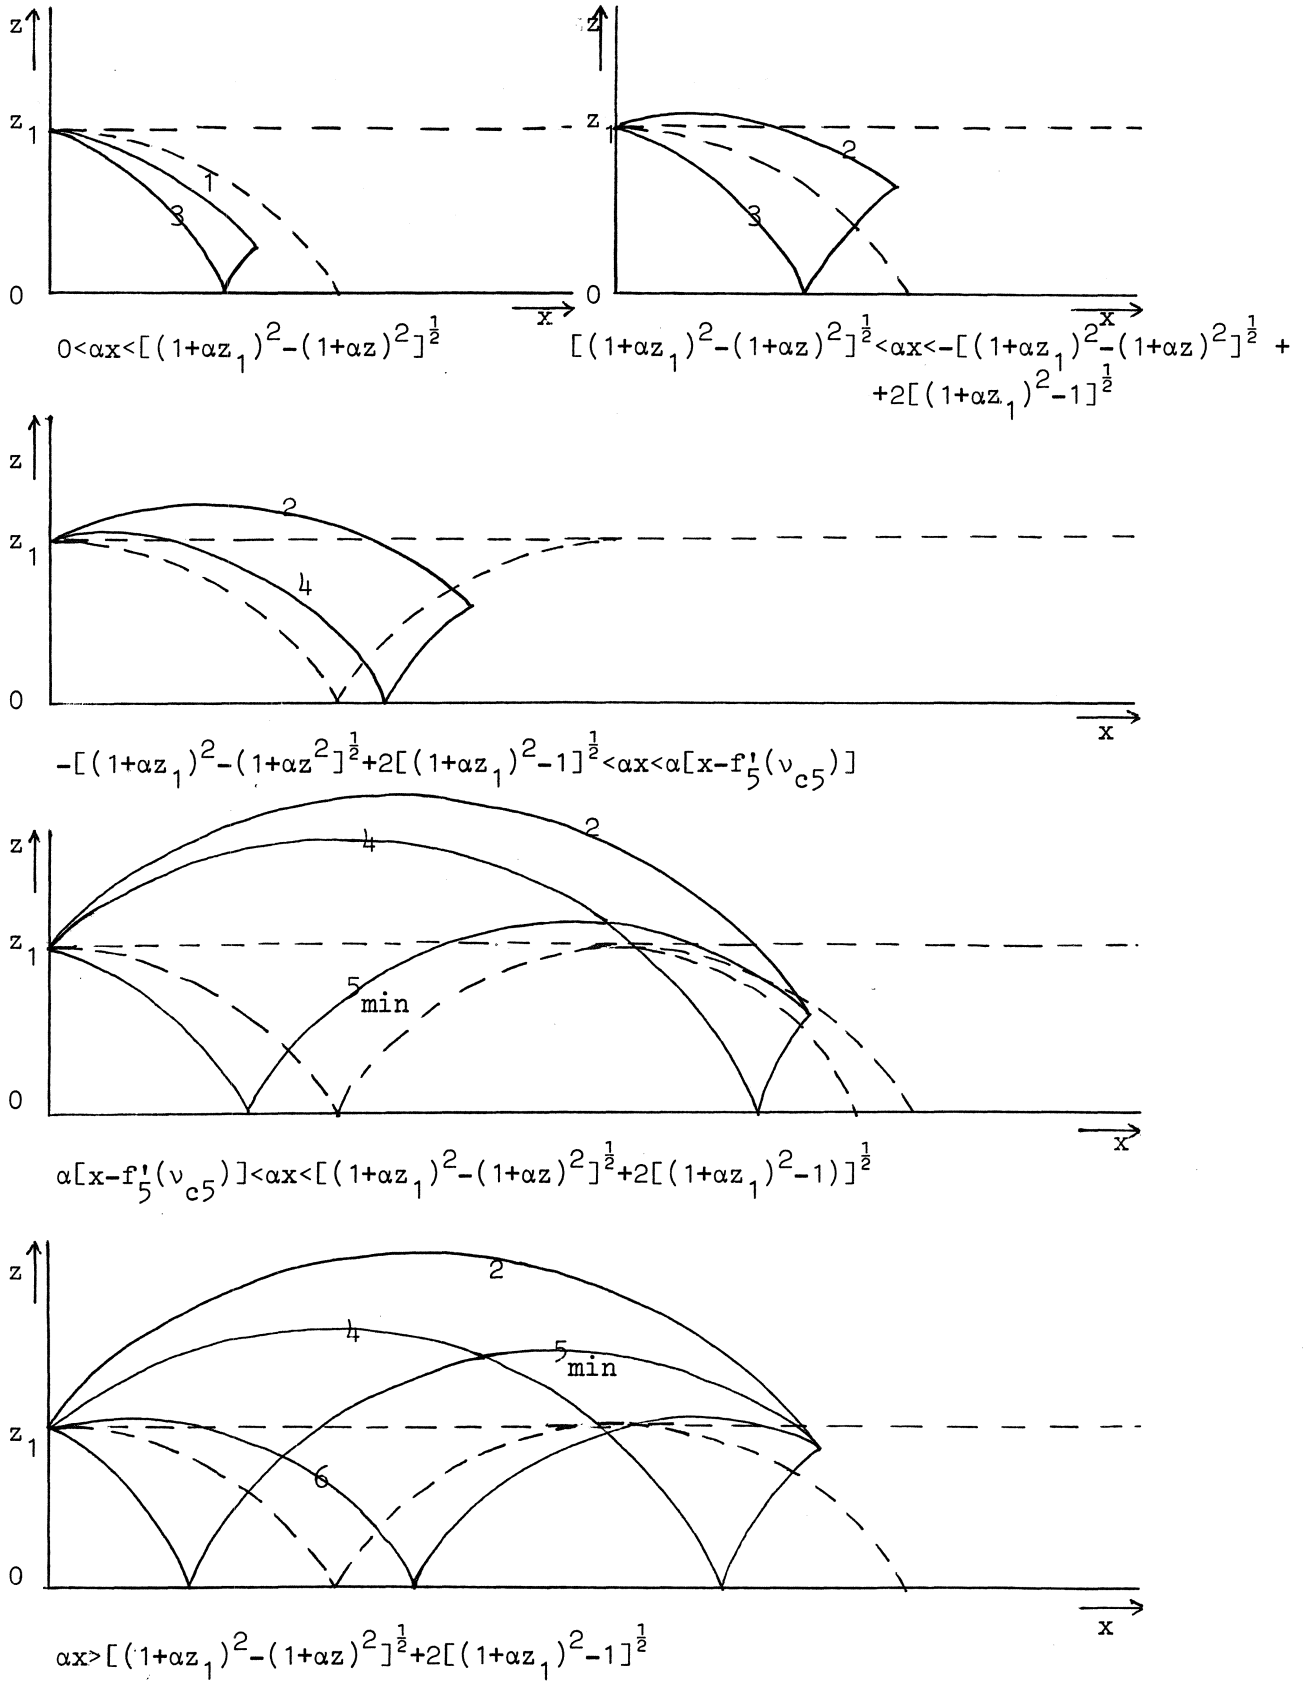 z z
z₁ 1 3 z₁ 2 3
0 x 0 x
0<αx<[(1+αz₁)²-(1+αz)²]^½ [(1+αz₁)²-(1+αz)²]^½<αx<-[(1+αz₁)²-(1+αz)²]^½ +
+2[(1+αz₁)²-1]^½
z
2
z₁
4
0
x
-[(1+αz₁)²-(1+αz²]^½+2[(1+αz₁)²-1]^½<αx<α[x-f'₅(ν_c5)]
z 4 2
z₁
5min
0
x
α[x-f'₅(ν_c5)]<αx<[(1+αz₁)²-(1+αz)²]^½+2[(1+αz₁)²-1)]^½
z 2
4 5min
z₁
6
0
x
αx>[(1+αz₁)²-(1+αz)²]^½+2[(1+αz₁)²-1]^½